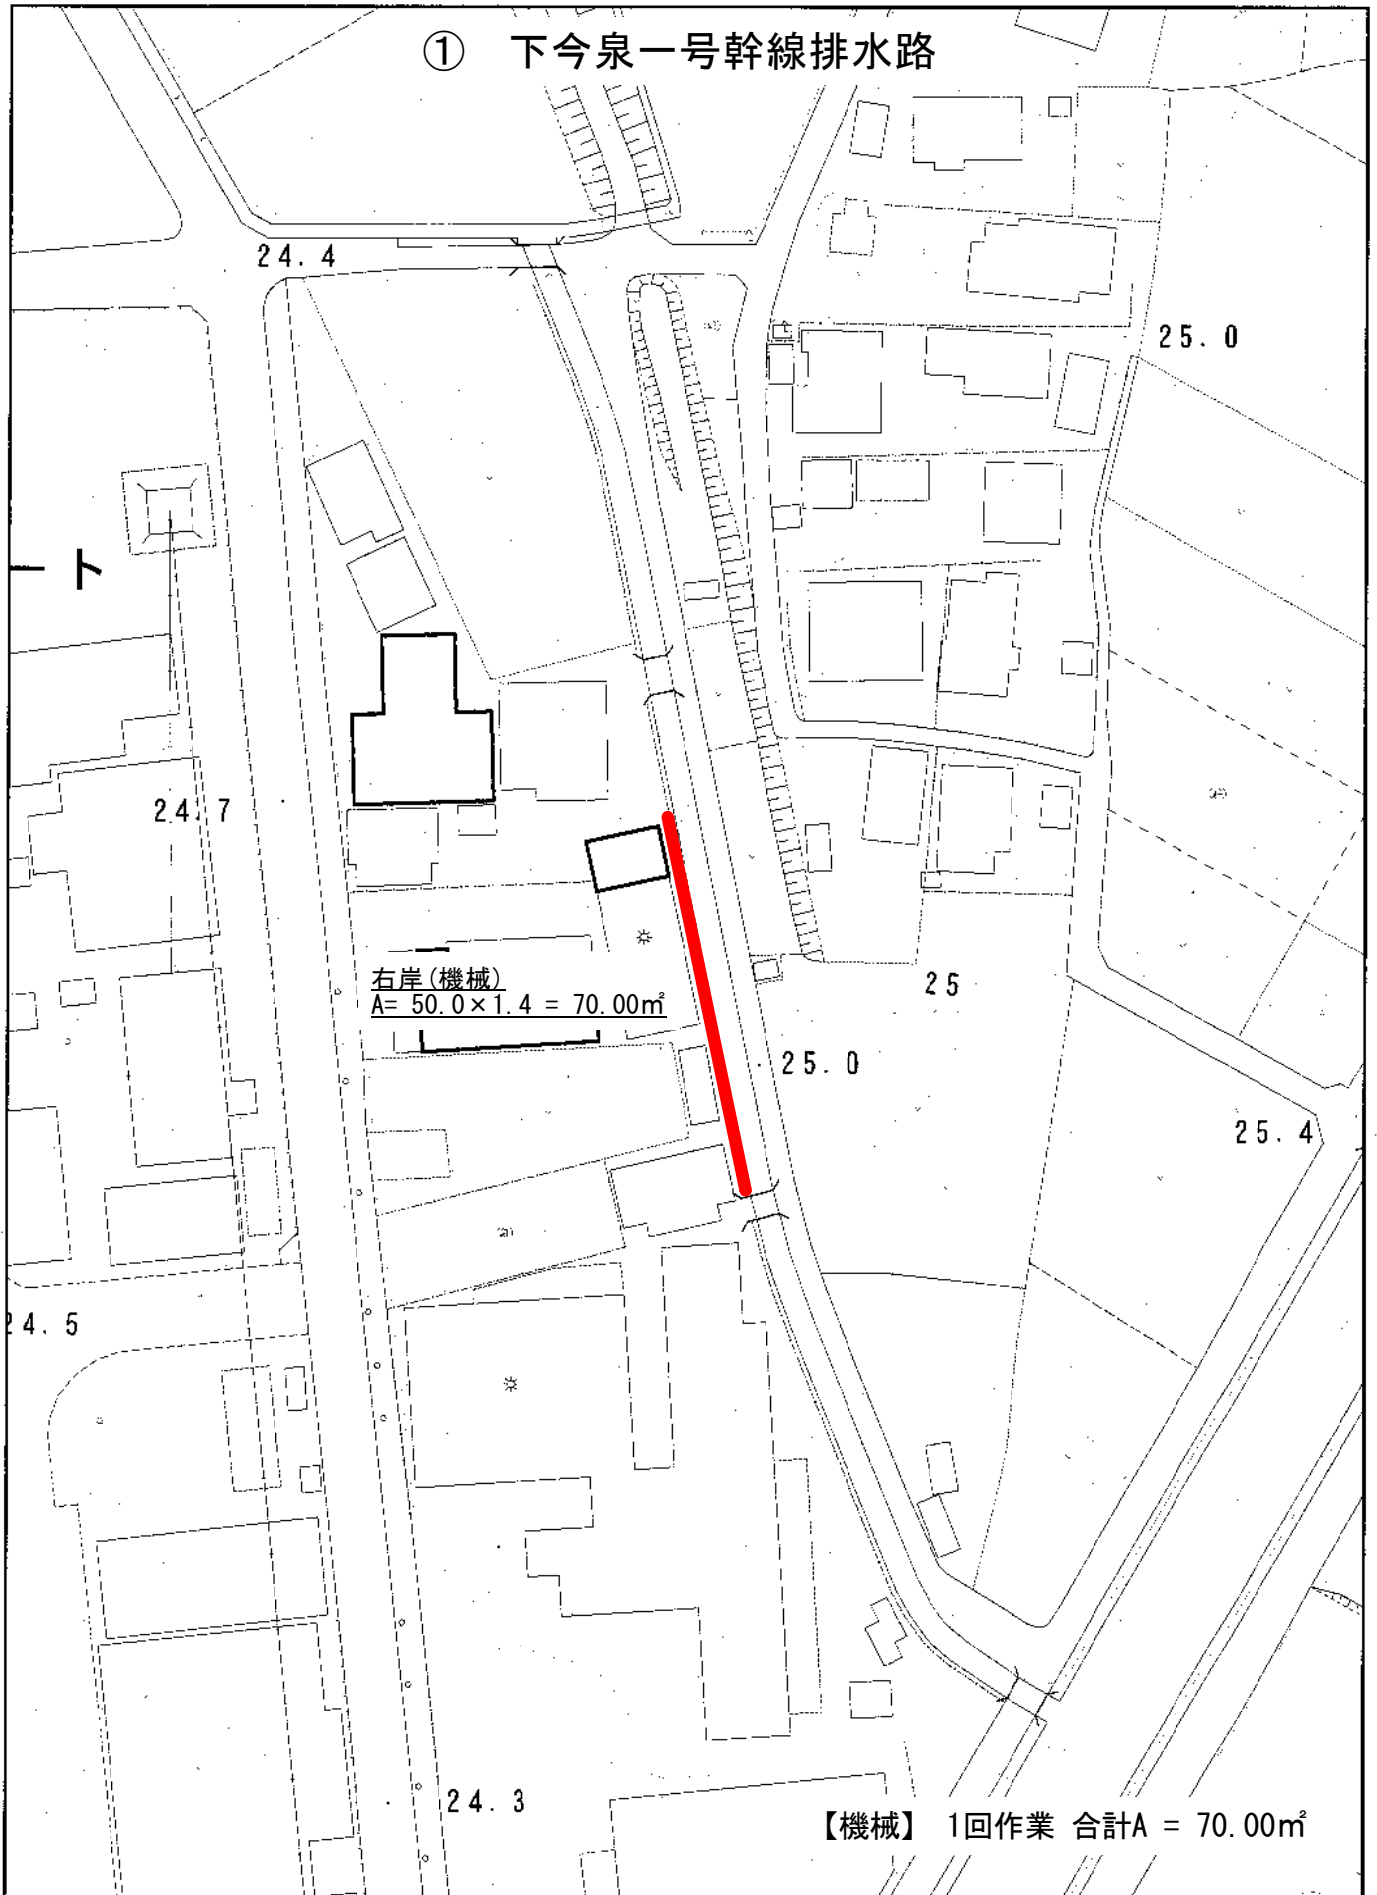 ① 下今泉一号幹線排水路
24.4
25.0
ート
24.7
右岸(機械)
A= 50.0×1.4 = 70.00㎡
25
25.0
25.4
24.5
24.3
【機械】 1回作業 合計A = 70.00㎡